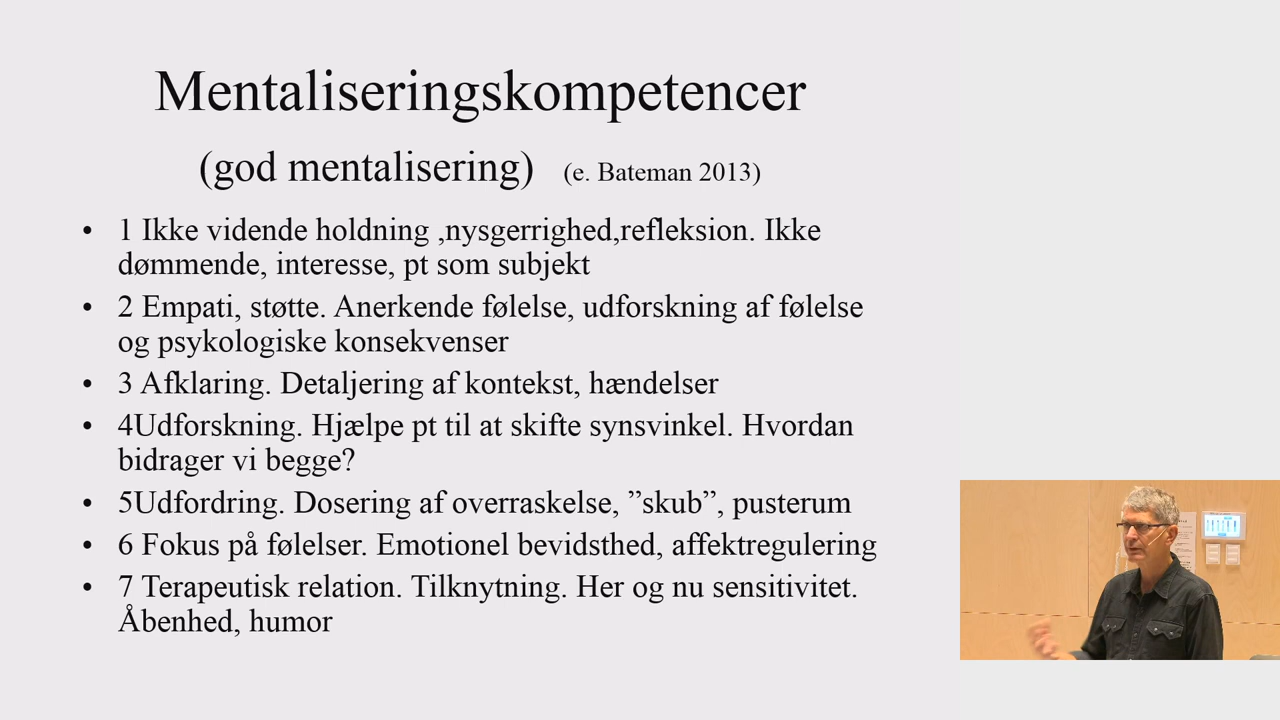 Mentaliseringskompetencer
(god mentalisering) (e. Bateman 2013)
• 1 Ikke vidende holdning ,nysgerrighed,refleksion. Ikke
dømmende, interesse, pt som subjekt
• 2 Empati, støtte. Anerkende følelse, udforskning af følelse
og psykologiske konsekvenser
• 3 Afklaring. Detaljering af kontekst, hændelser
• 4Udforskning. Hjælpe pt til at skifte synsvinkel. Hvordan
bidrager vi begge?
• 5Udfordring. Dosering af overraskelse, ”skub”, pusterum
• 6 Fokus på følelser. Emotionel bevidsthed, affektregulering
• 7 Terapeutisk relation. Tilknytning. Her og nu sensitivitet.
Åbenhed, humor